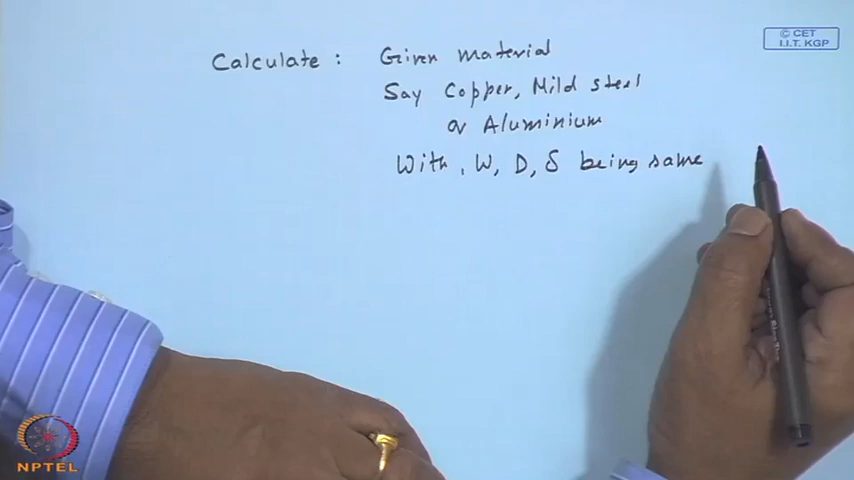 © CET
I.I.T. KGP
Calculate : Given material
Say Copper, Mild steel
or Aluminium
With, W, D, δ being same
NPTEL